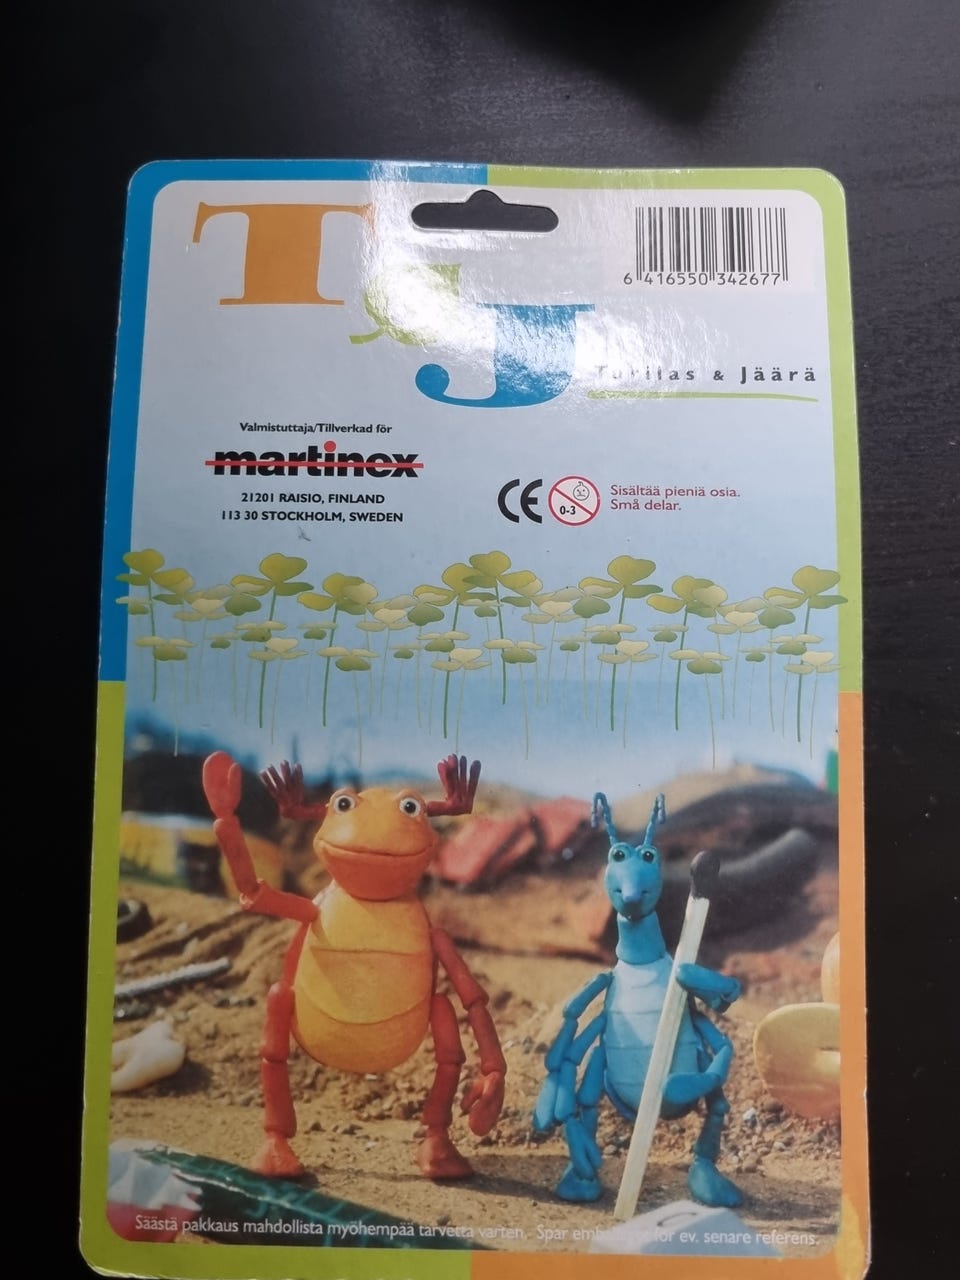 T&J
6 416550 342677
Turilas & Jäärä
Valmistuttaja/Tillverkad för
martinex
21201 RAISIO, FINLAND
113 30 STOCKHOLM, SWEDEN
CE
0-3
Sisältää pieniä osia.
Små delar.
Säästä pakkaus mahdollista myöhempää tarvetta varten. Spar emballaget för ev. senare referens.